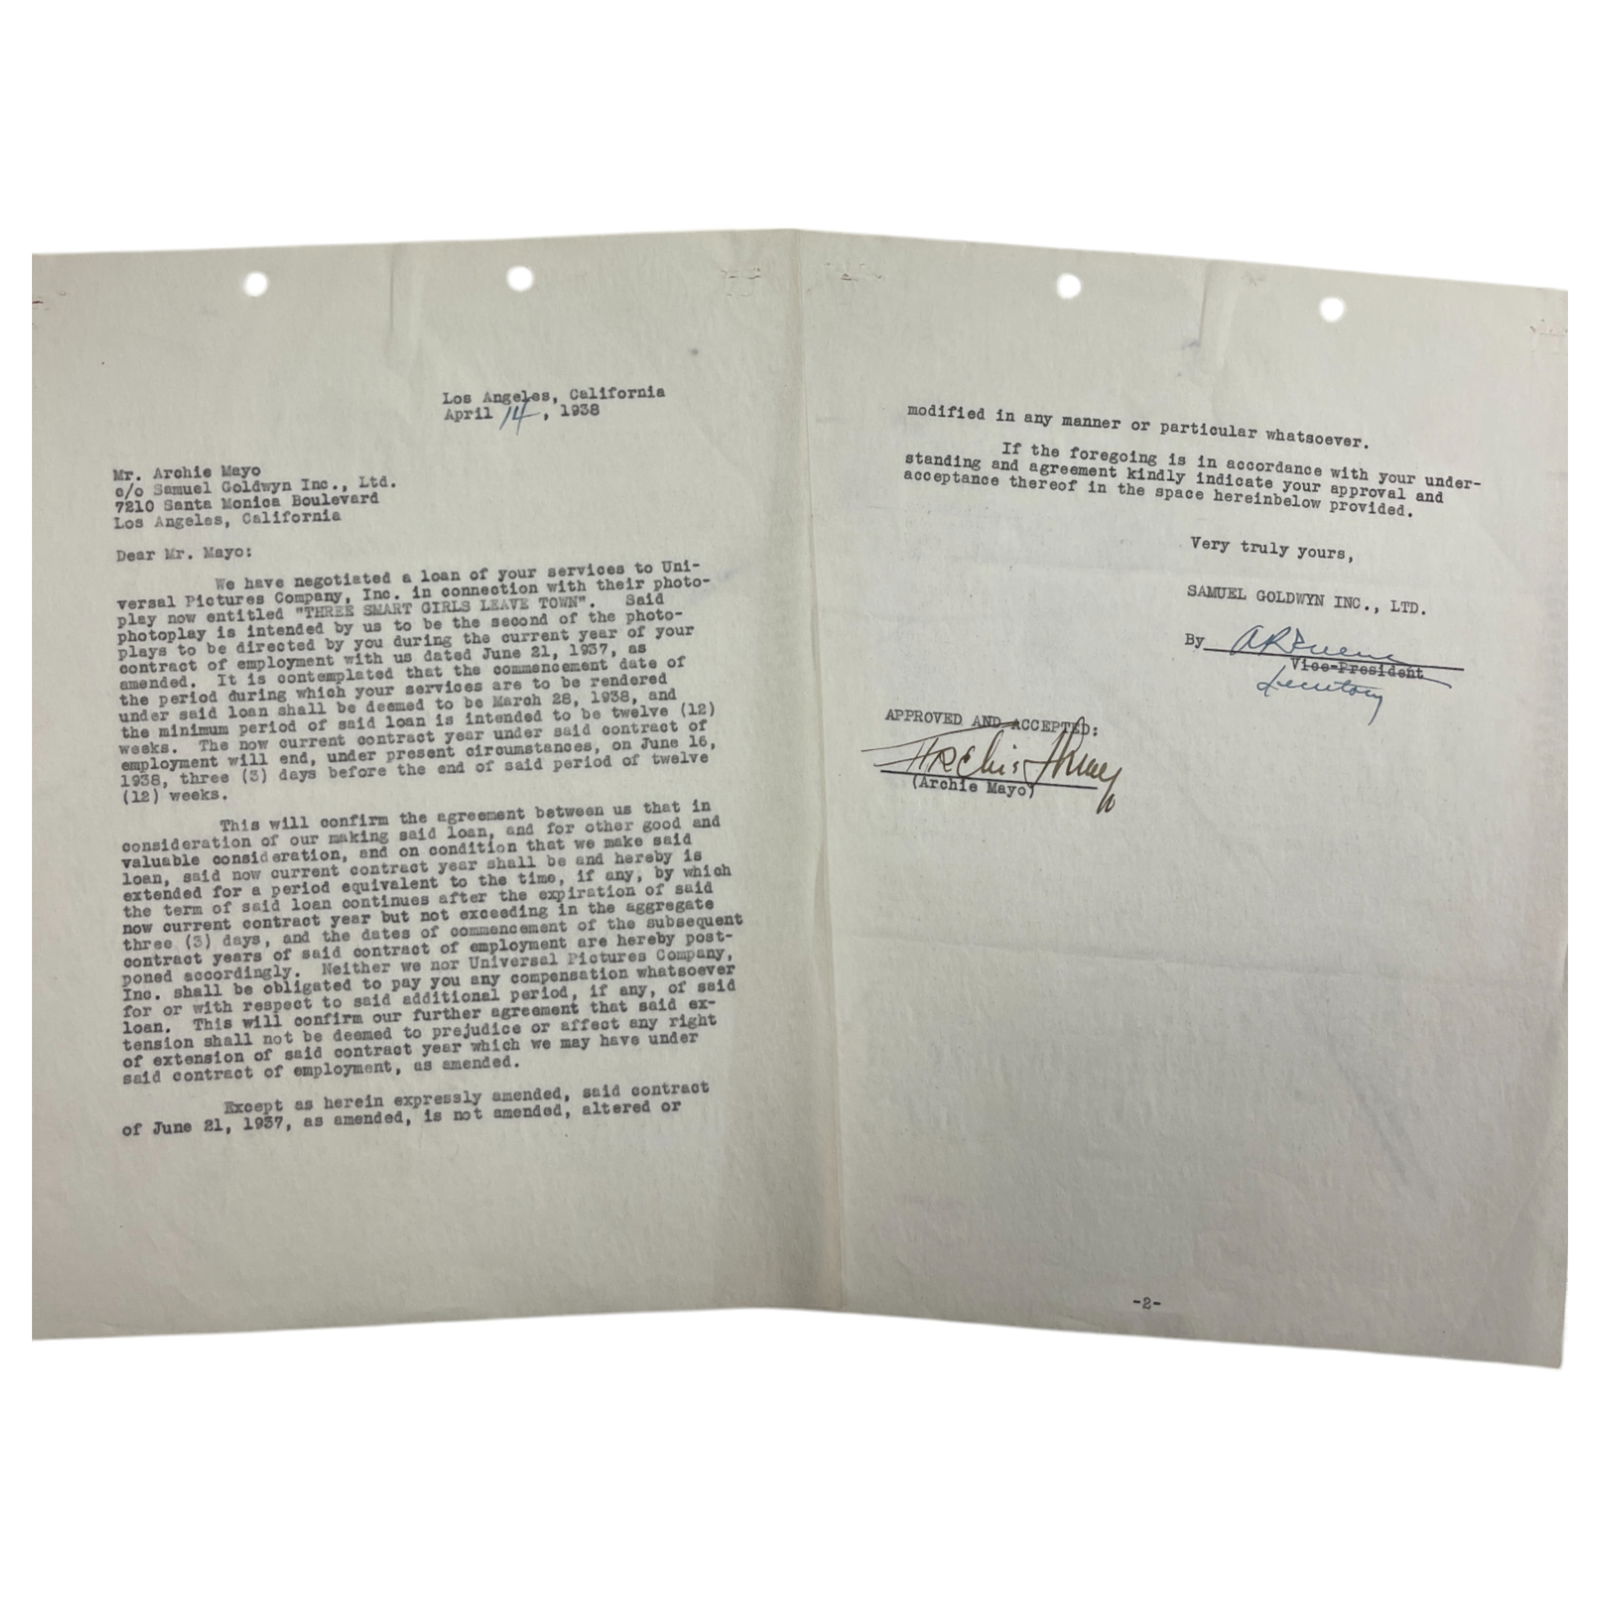 Los Angeles, California
April 14, 1938
Mr. Archie Mayo
c/o Samuel Goldwyn Inc., Ltd.
7210 Santa Monica Boulevard
Los Angeles, California
Dear Mr. Mayo:
We have negotiated a loan of your services to Uni-
versal Pictures Company, Inc. in connection with their photo-
play now entitled "THREE SMART GIRLS LEAVE TOWN". Said
photoplay is intended by us to be the second of the photo-
plays to be directed by you during the current year of your
contract of employment with us dated June 21, 1937, as
amended. It is contemplated that the commencement date of
the period during which your services are to be rendered
under said loan shall be deemed to be March 28, 1938, and
the minimum period of said loan is intended to be twelve (12)
weeks. The now current contract year under said contract of
employment will end, under present circumstances, on June 16,
1938, three (3) days before the end of said period of twelve
(12) weeks.
This will confirm the agreement between us that in
consideration of our making said loan, and for other good and
valuable consideration, and on condition that we make said
loan, said now current contract year shall be and hereby is
extended for a period equivalent to the time, if any, by which
the term of said loan continues after the expiration of said
now current contract year but not exceeding in the aggregate
three (3) days, and the dates of commencement of the subsequent
contract years of said contract of employment are hereby post-
poned accordingly. Neither we nor Universal Pictures Company,
Inc. shall be obligated to pay you any compensation whatsoever
for or with respect to said additional period, if any, of said
loan. This will confirm our further agreement that said ex-
tension shall not be deemed to prejudice or affect any right
of extension of said contract year which we may have under
said contract of employment, as amended.
Except as herein expressly amended, said contract
of June 21, 1937, as amended, is not amended, altered or
modified in any manner or particular whatsoever.
If the foregoing is in accordance with your under-
standing and agreement kindly indicate your approval and
acceptance thereof in the space hereinbelow provided.
Very truly yours,
SAMUEL GOLDWYN INC., LTD.
By
Vice-President
Secretary
APPROVED AND ACCEPTED:
Archie Mayo
(Archie Mayo)
-2-